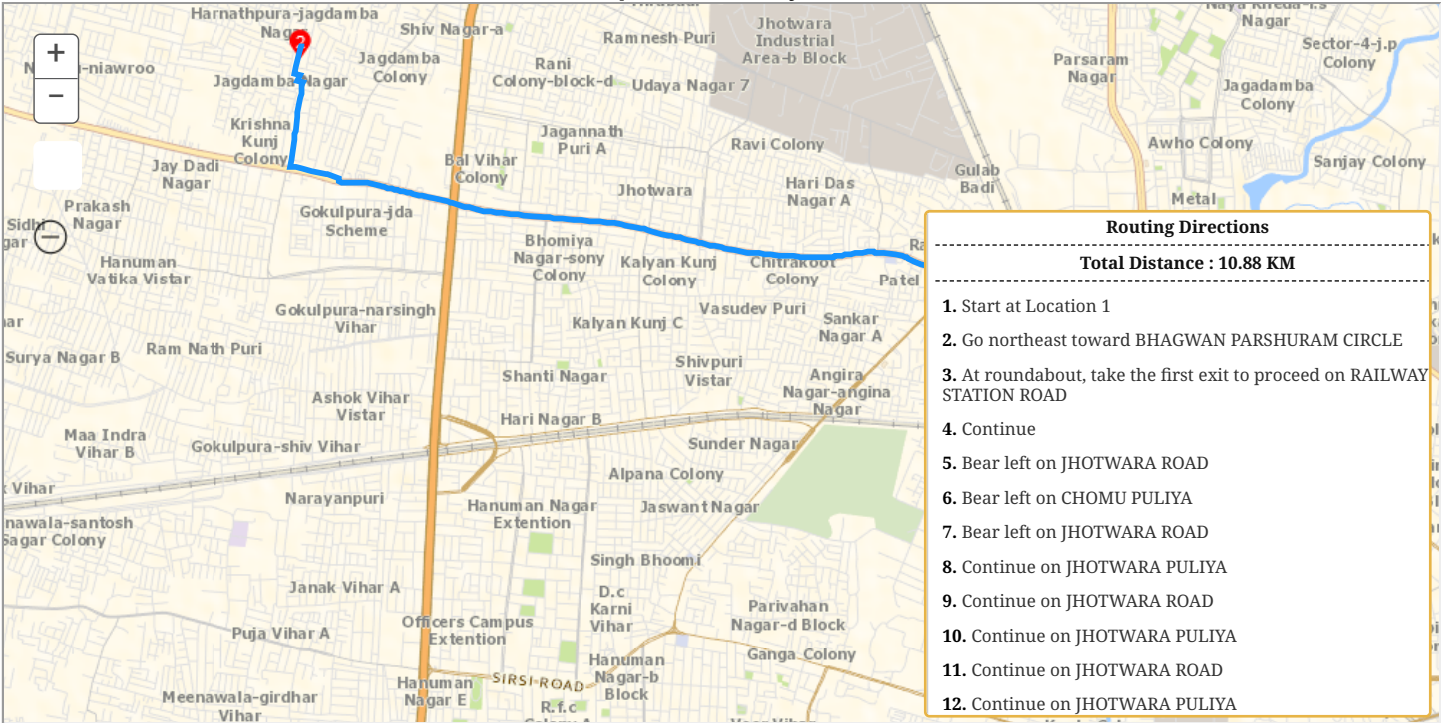 Harnathpura-jagdamba
Nagar
Shiv Nagar-a
Jhotwara
Industrial
Area-b Block
Ramnesh Puri
Nagar
Sector-4-j.p
Colony
+
−
Jagdamba
Colony
Rani
Colony-block-d
Udaya Nagar 7
Parsaram
Nagar
Jagadamba
Colony
Jagdamba Nagar
Krishna
Kunj
Colony
Jagannath
Puri A
Ravi Colony
Awho Colony
Sanjay Colony
Jay Dadi
Nagar
Bal Vihar
Colony
Jhotwara
Hari Das
Nagar A
Gulab
Badi
Metal
Prakash
Nagar
Gokulpura-jda
Scheme
Hanuman
Vatika Vistar
Bhomiya
Nagar-sony
Colony
Kalyan Kunj
Colony
Chitrakoot
Colony
Patel
Gokulpura-narsingh
Vihar
Kalyan Kunj C
Vasudev Puri
Sankar
Nagar A
Surya Nagar B
Ram Nath Puri
Shanti Nagar
Shivpuri
Vistar
Angira
Nagar-angina
Nagar
Ashok Vihar
Vistar
Hari Nagar B
Maa Indra
Vihar B
Gokulpura-shiv Vihar
Sunder Nagar
Alpana Colony
Vihar
Narayanpuri
Hanuman Nagar
Extention
Jaswant Nagar
nawala-santosh
Sagar Colony
Singh Bhoomi
Janak Vihar A
D.c
Karni
Vihar
Parivahan
Nagar-d Block
Puja Vihar A
Officers Campus
Extention
Ganga Colony
Hanuman
Nagar-b
Block
Hanuman
Nagar E
SIRSI ROAD
Meenawala-girdhar
Vihar
R.f.c
Routing Directions
Total Distance : 10.88 KM
1. Start at Location 1
2. Go northeast toward BHAGWAN PARSHURAM CIRCLE
3. At roundabout, take the first exit to proceed on RAILWAY
STATION ROAD
4. Continue
5. Bear left on JHOTWARA ROAD
6. Bear left on CHOMU PULIYA
7. Bear left on JHOTWARA ROAD
8. Continue on JHOTWARA PULIYA
9. Continue on JHOTWARA ROAD
10. Continue on JHOTWARA PULIYA
11. Continue on JHOTWARA ROAD
12. Continue on JHOTWARA PULIYA